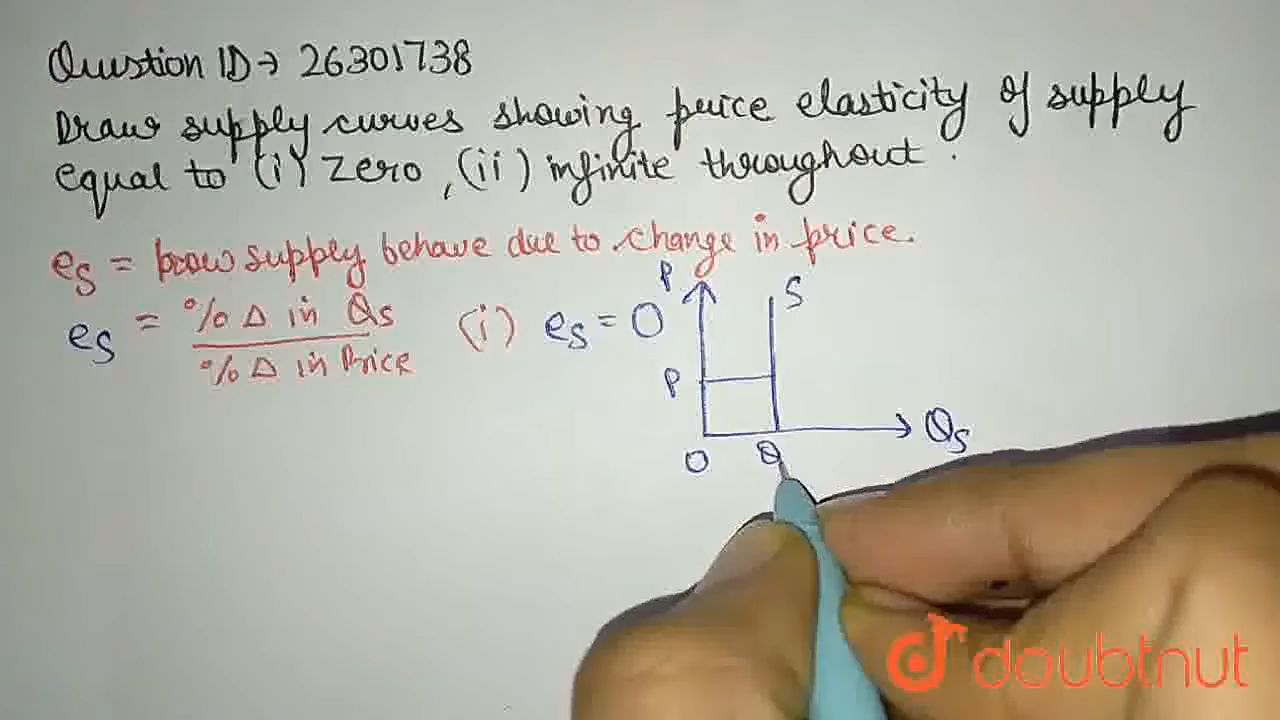 Question ID → 26301738
Draw supply curves showing price elasticity of supply
equal to (i) Zero, (ii) infinite throughout.
es = how supply behave due to change in price.
es = % Δ in Qs
% Δ in Price
(i) es = 0
P
S
P
O
Q
Qs
doubtnut